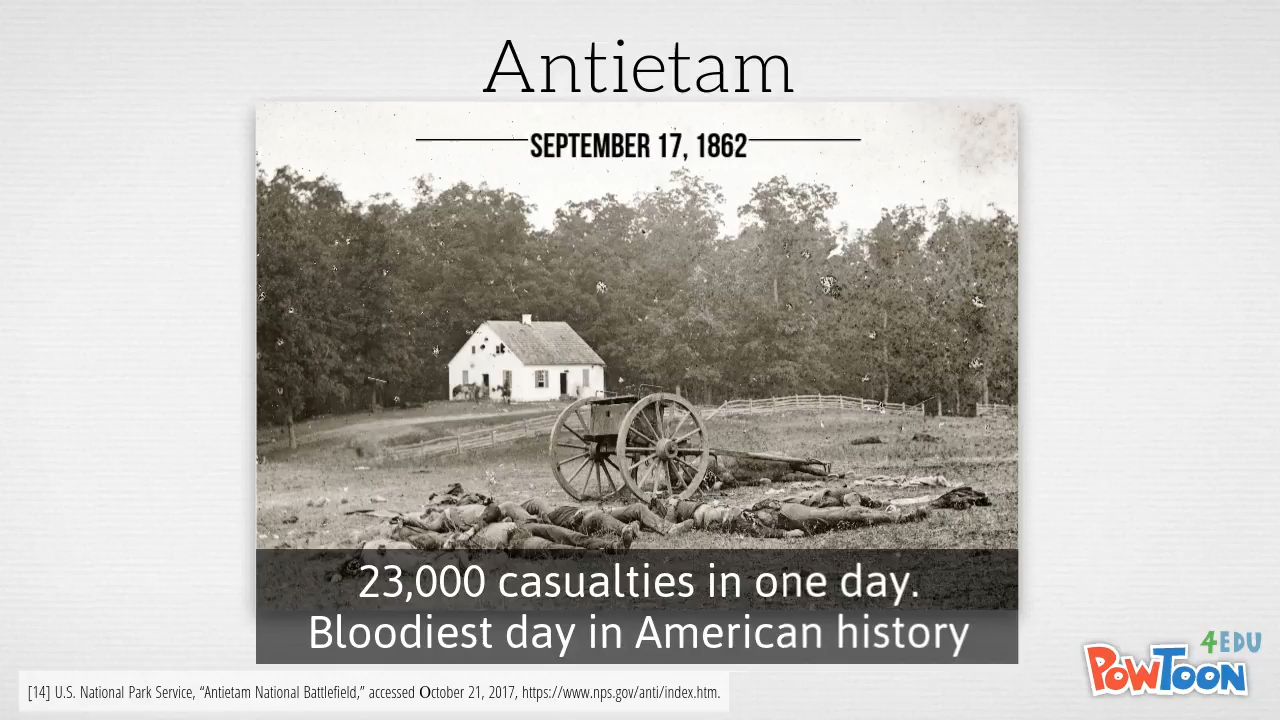 Antietam
SEPTEMBER 17, 1862
23,000 casualties in one day.
Bloodiest day in American history
4EDU
POWTOON
[14] U.S. National Park Service, “Antietam National Battlefield,” accessed October 21, 2017, https://www.nps.gov/anti/index.htm.